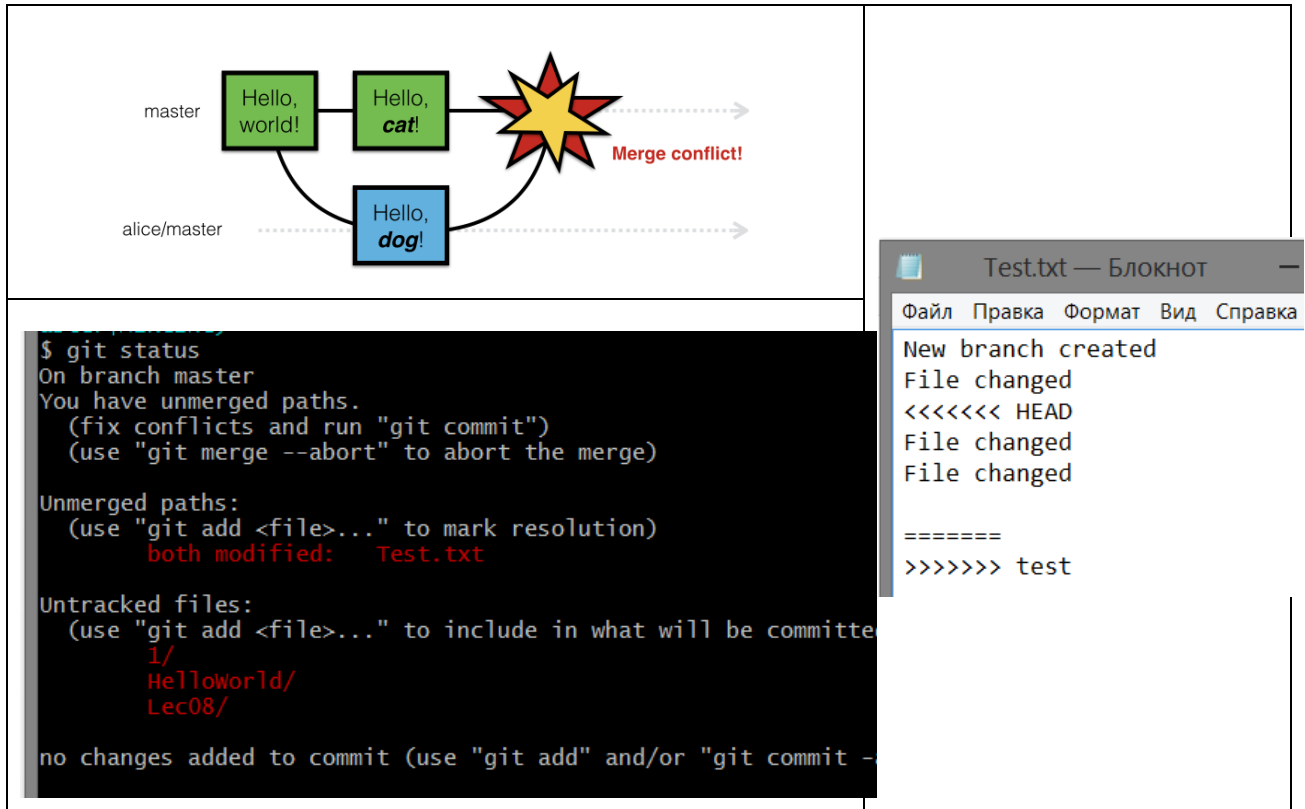 master
Hello,
world!
Hello,
cat!
Merge conflict!
alice/master
Hello,
dog!
$ git status
On branch master
You have unmerged paths.
(fix conflicts and run "git commit")
(use "git merge --abort" to abort the merge)
Unmerged paths:
(use "git add <file>..." to mark resolution)
both modified: Test.txt
Untracked files:
(use "git add <file>..." to include in what will be committe
1/
HelloWorld/
Lec08/
no changes added to commit (use "git add" and/or "git commit -a
Test.txt — Блокнот
Файл Правка Формат Вид Справка
New branch created
File changed
<<<<<<< HEAD
File changed
File changed
=======
>>>>>>> test